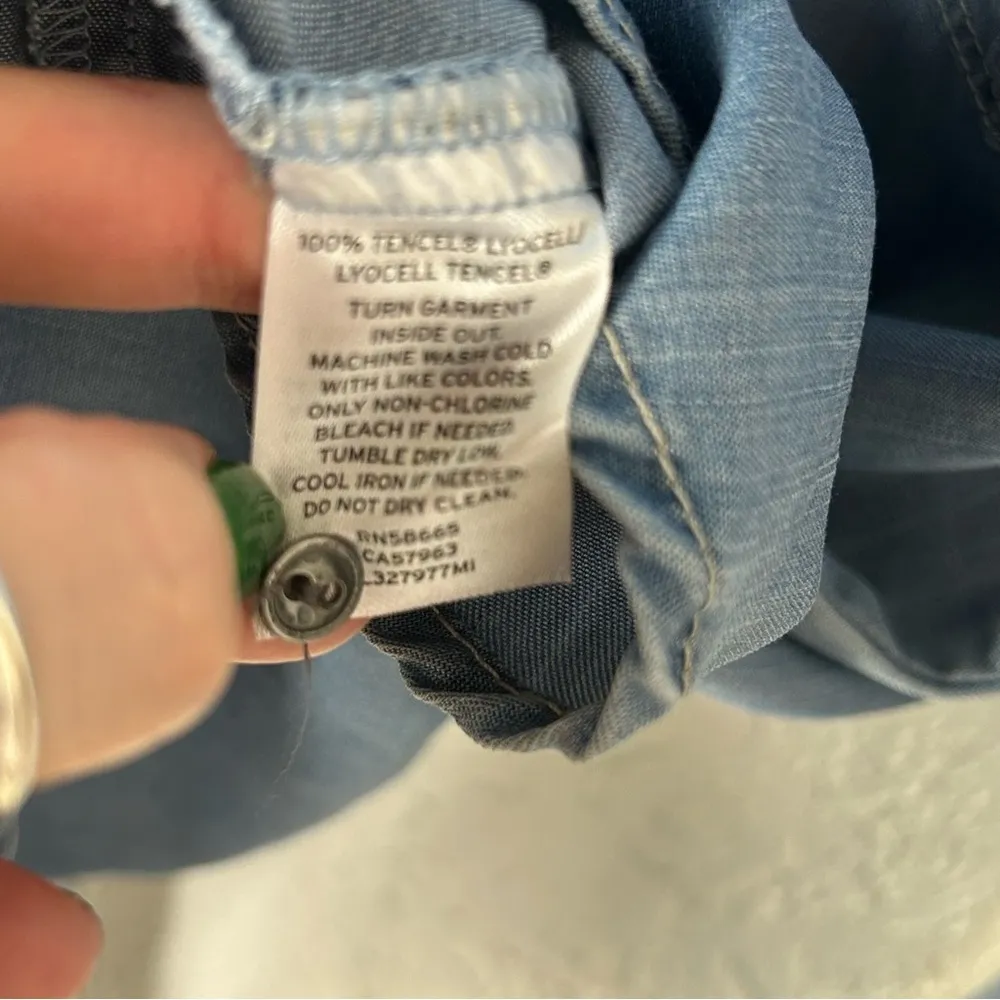 100% TENCEL® LYOCELL/
LYOCELL TENCEL®
TURN GARMENT
INSIDE OUT.
MACHINE WASH COLD
WITH LIKE COLORS.
ONLY NON-CHLORINE
BLEACH IF NEEDED.
TUMBLE DRY LOW.
COOL IRON IF NEEDED.
DO NOT DRY CLEAN.
RN58665
CA57963
L327977MI